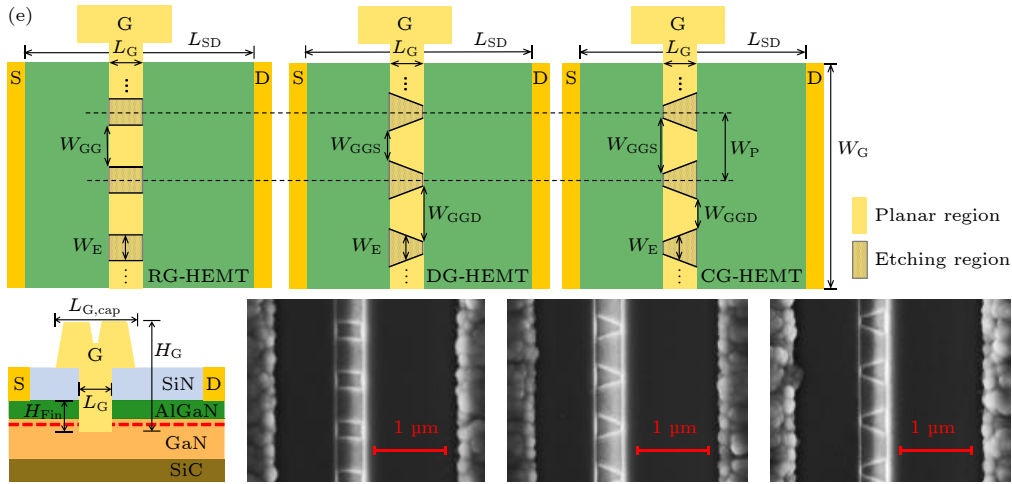 (e)
G
L_G
L_SD
S
D
...
W_GG
W_E
...
RG-HEMT
G
L_G
L_SD
...
W_GGS
W_GGD
W_E
...
DG-HEMT
G
L_G
L_SD
S
D
...
W_GGS
W_P
W_G
W_GGD
W_E
...
CG-HEMT
Planar region
Etching region
L_G,cap
G
H_G
S
SiN
D
H_Fin
L_G
AlGaN
GaN
SiC
1 μm
1 μm
1 μm